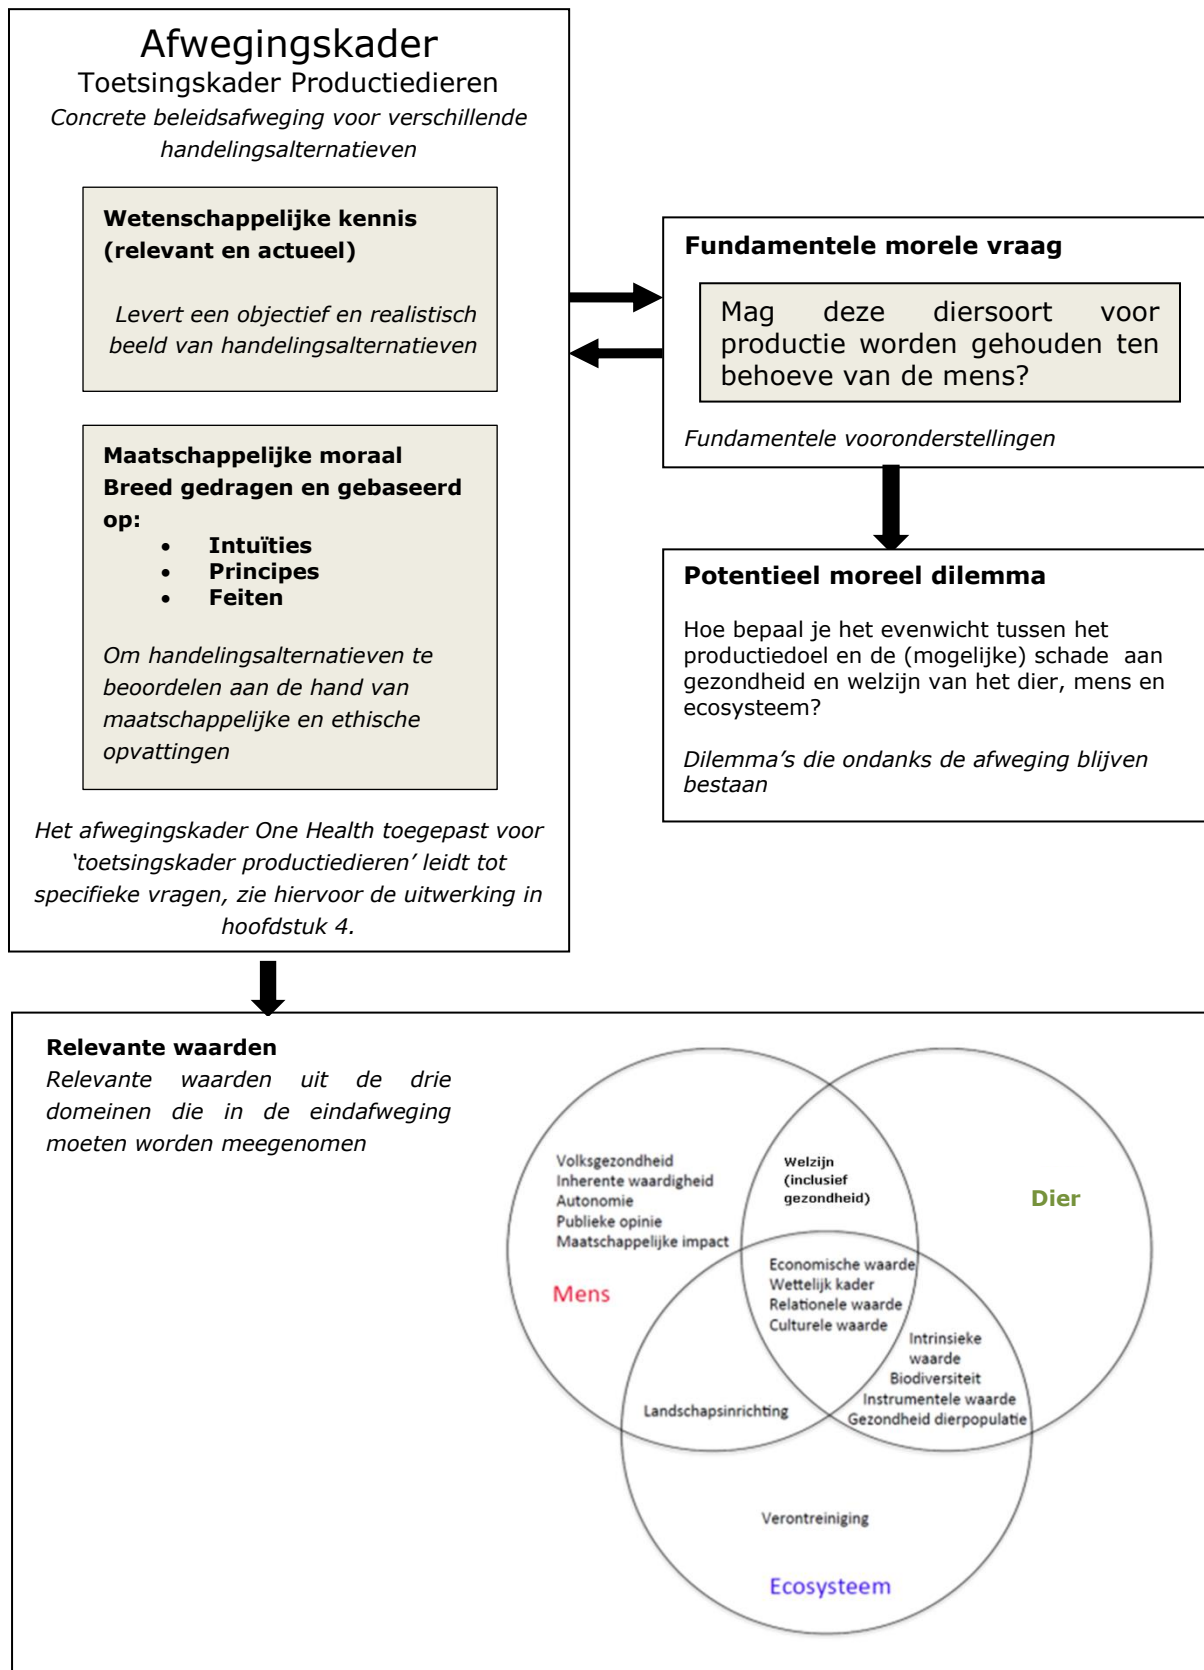 Afwegingskader
Toetsingskader Productiedieren
Concrete beleidsafweging voor verschillende
handelingsalternatieven
Wetenschappelijke kennis
(relevant en actueel)
Levert een objectief en realistisch
beeld van handelingsalternatieven
Maatschappelijke moraal
Breed gedragen en gebaseerd
op:
• Intuïties
• Principes
• Feiten
Om handelingsalternatieven te
beoordelen aan de hand van
maatschappelijke en ethische
opvattingen
Het afwegingskader One Health toegepast voor
‘toetsingskader productiedieren’ leidt tot
specifieke vragen, zie hiervoor de uitwerking in
hoofdstuk 4.
Fundamentele morele vraag
Mag deze diersoort voor
productie worden gehouden ten
behoeve van de mens?
Fundamentele vooronderstellingen
Potentieel moreel dilemma
Hoe bepaal je het evenwicht tussen het
productiedoel en de (mogelijke) schade aan
gezondheid en welzijn van het dier, mens en
ecosysteem?
Dilemma’s die ondanks de afweging blijven
bestaan
Relevante waarden
Relevante waarden uit de drie
domeinen die in de eindafweging
moeten worden meegenomen
Volksgezondheid
Inherente waardigheid
Autonomie
Publieke opinie
Maatschappelijke impact
Mens
Welzijn
(inclusief
gezondheid)
Dier
Economische waarde
Wettelijk kader
Relationele waarde
Culturele waarde
Intrinsieke
waarde
Biodiversiteit
Instrumentele waarde
Gezondheid dierpopulatie
Landschapsinrichting
Verontreiniging
Ecosysteem